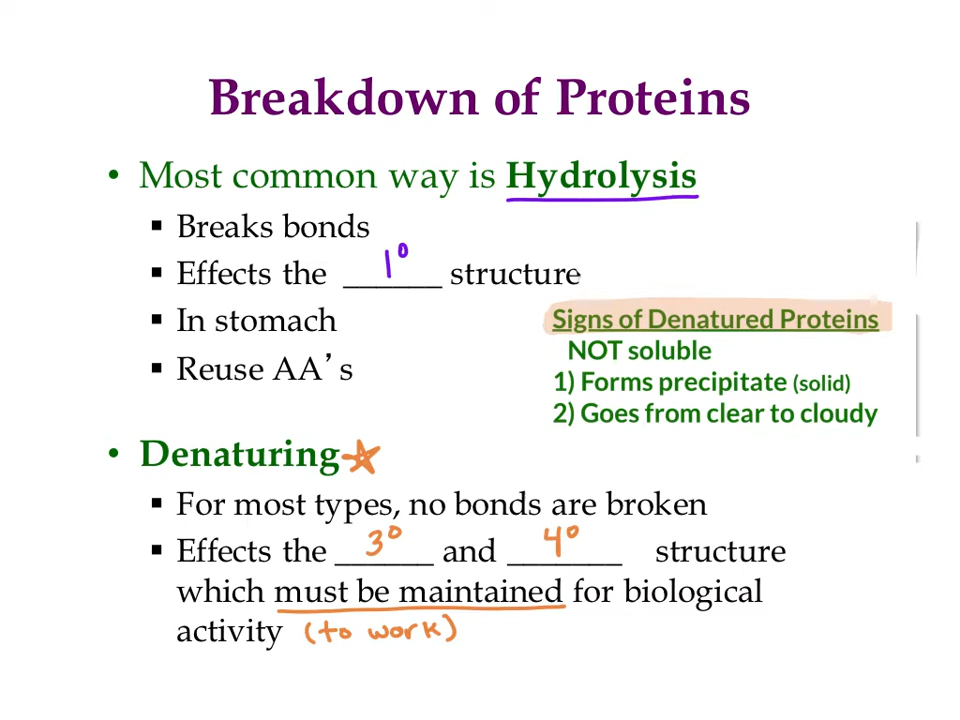 Breakdown of Proteins
• Most common way is Hydrolysis
▪ Breaks bonds
▪ Effects the 1° structure
▪ In stomach
▪ Reuse AA's
Signs of Denatured Proteins
NOT soluble
1) Forms precipitate (solid)
2) Goes from clear to cloudy
• Denaturing
▪ For most types, no bonds are broken
▪ Effects the 3° and 4° structure
which must be maintained for biological
activity (to work)